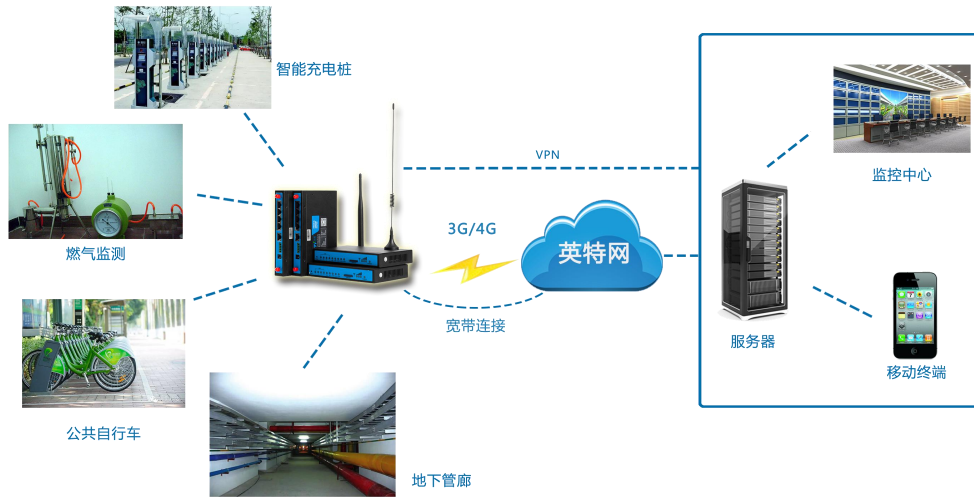 智能充电桩
VPN
监控中心
燃气监测
3G/4G
英特网
宽带连接
服务器
移动终端
公共自行车
地下管廊